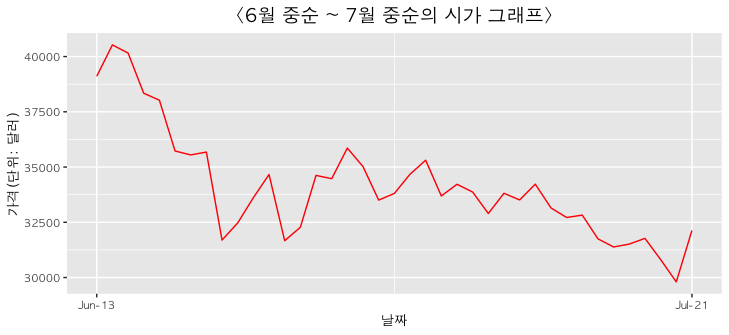 〈6월 중순 ~ 7월 중순의 시가 그래프〉
가격(단위: 달러)
40000
37500
35000
32500
30000
Jun-13
Jul-21
날짜